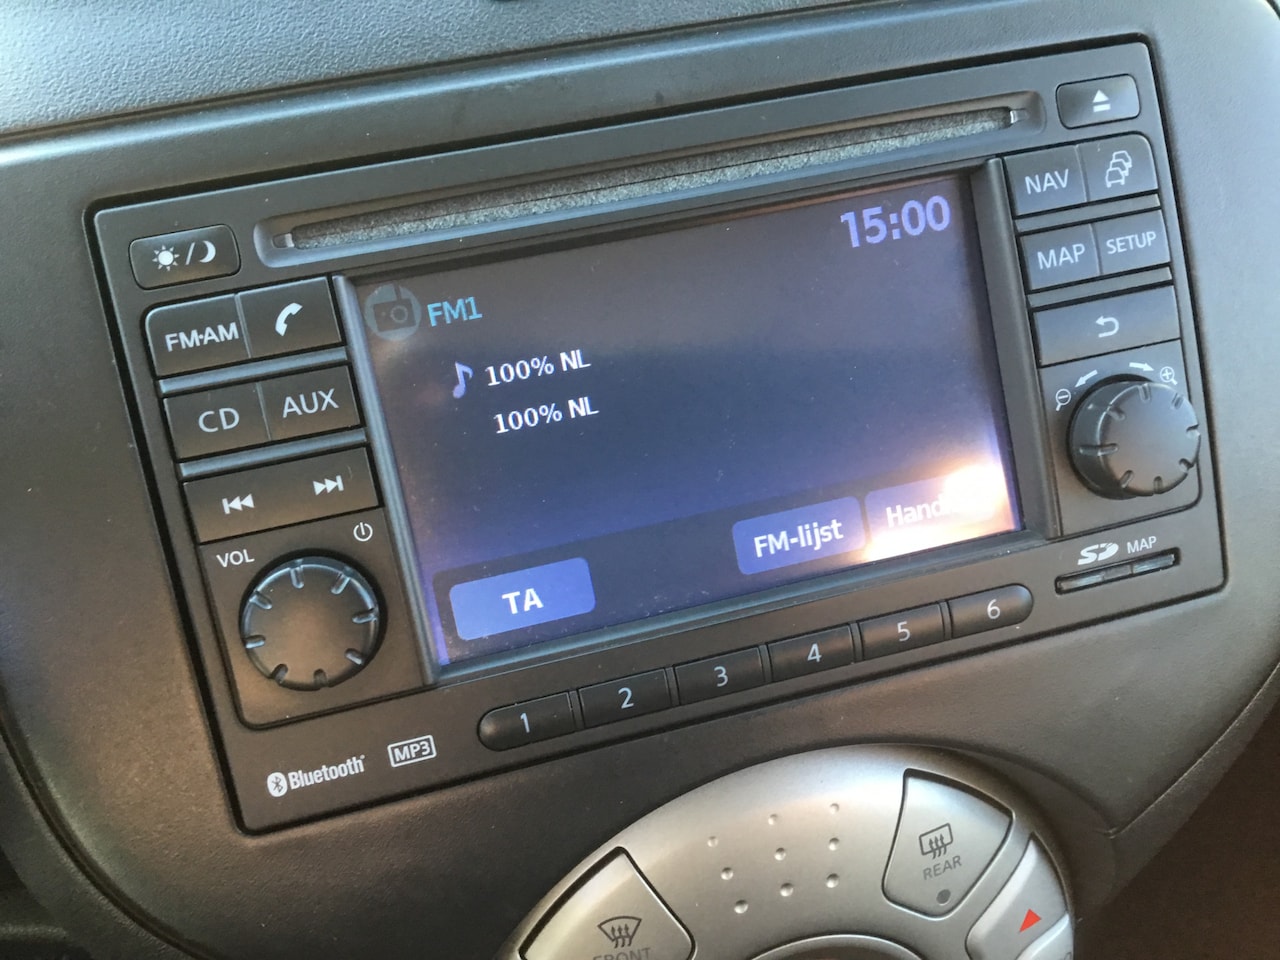 15:00
NAV
MAP
SETUP
FM·AM
FM1
100% NL
100% NL
CD
AUX
VOL
TA
FM-lijst
SD MAP
1 2 3 4 5 6
Bluetooth
MP3
REAR
FRONT